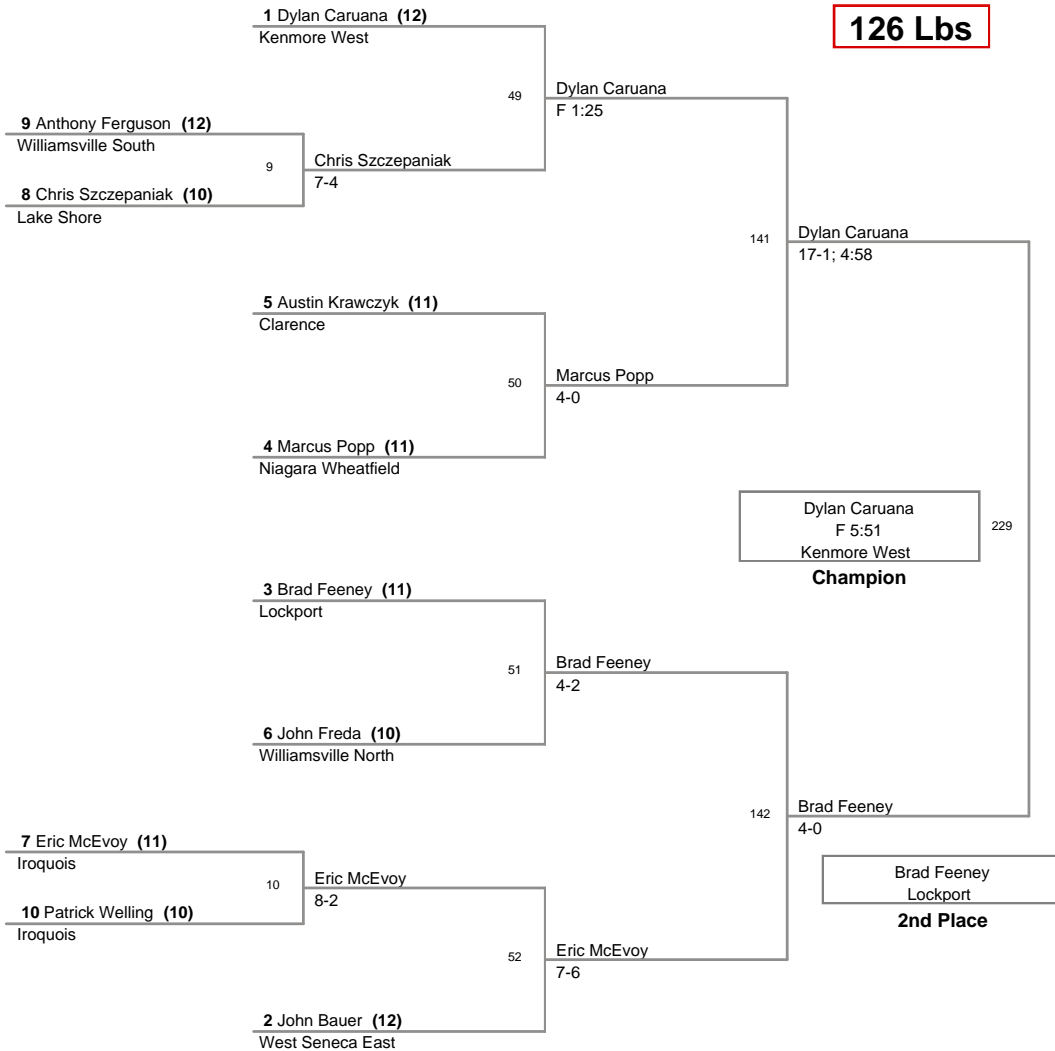 1 Dylan Caruana (12)
Kenmore West
126 Lbs
49
Dylan Caruana
F 1:25
9 Anthony Ferguson (12)
Williamsville South
9
Chris Szczepaniak
7-4
8 Chris Szczepaniak (10)
Lake Shore
141
Dylan Caruana
17-1; 4:58
5 Austin Krawczyk (11)
Clarence
50
Marcus Popp
4-0
4 Marcus Popp (11)
Niagara Wheatfield
Dylan Caruana
F 5:51
Kenmore West
229
Champion
3 Brad Feeney (11)
Lockport
51
Brad Feeney
4-2
6 John Freda (10)
Williamsville North
142
Brad Feeney
4-0
7 Eric McEvoy (11)
Iroquois
10
Eric McEvoy
8-2
10 Patrick Welling (10)
Iroquois
Brad Feeney
Lockport
2nd Place
52
Eric McEvoy
7-6
2 John Bauer (12)
West Seneca East